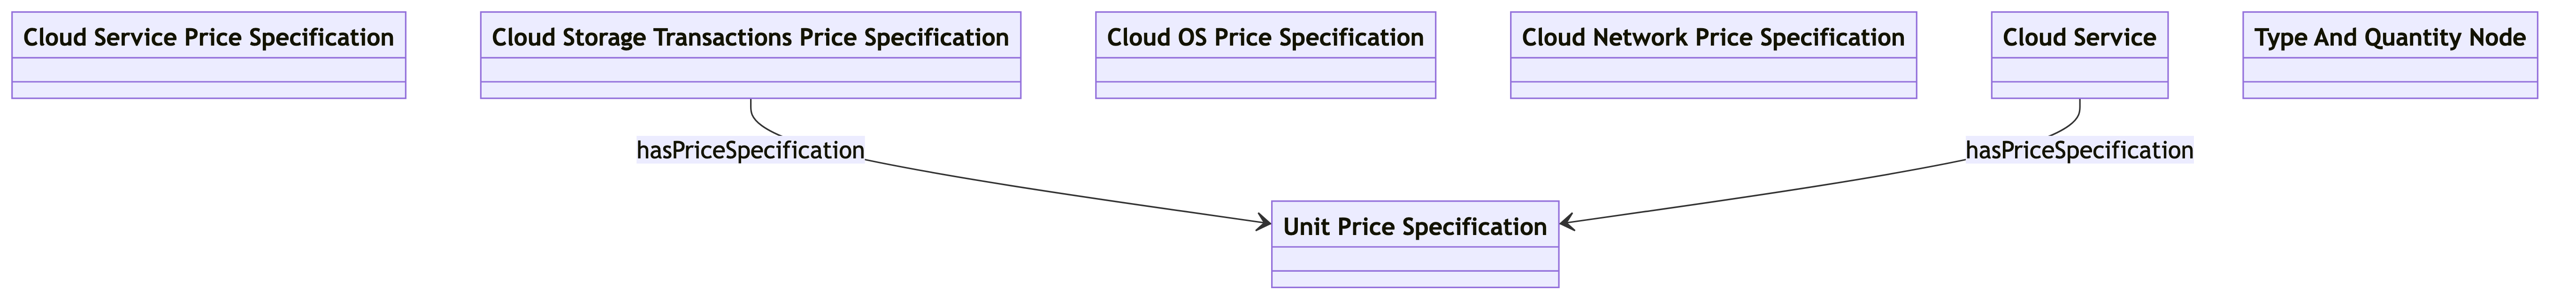 Cloud Service Price Specification
Cloud Storage Transactions Price Specification
Cloud OS Price Specification
Cloud Network Price Specification
Cloud Service
Type And Quantity Node
hasPriceSpecification
hasPriceSpecification
Unit Price Specification